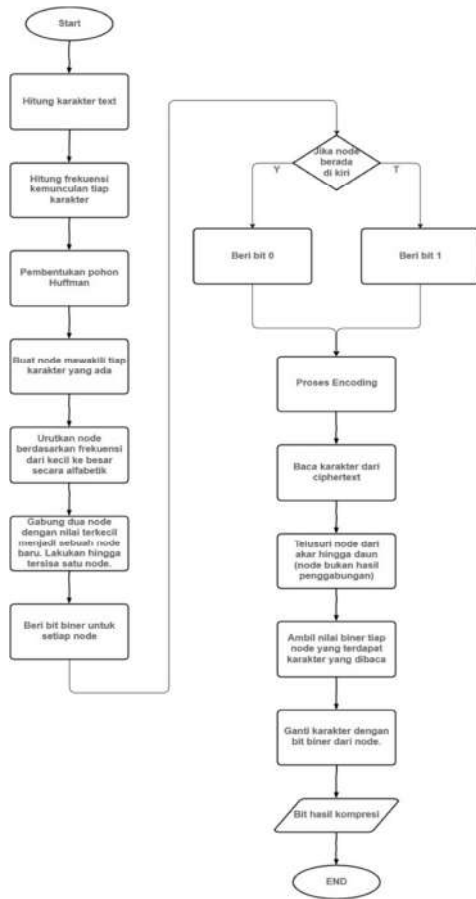 Start
Hitung karakter text
Hitung frekuensi
kemunculan tiap
karakter
Pembentukan pohon
Huffman
Buat node mewakili tiap
karakter yang ada
Urutkan node
berdasarkan frekuensi
dari kecil ke besar
secara alfabetik
Gabung dua node
dengan nilai terkecil
menjadi sebuah node
baru. Lakukan hingga
tersisa satu node.
Beri bit biner untuk
setiap node
Jika node
berada
di kiri
Y
T
Beri bit 0
Beri bit 1
Proses Encoding
Baca karakter dari
ciphertext
Telusuri node dari
akar hingga daun
(node bukan hasil
penggabungan)
Ambil nilai biner tiap
node yang terdapat
karakter yang dibaca
Ganti karakter dengan
bit biner dari node.
Bit hasil kompresi
END